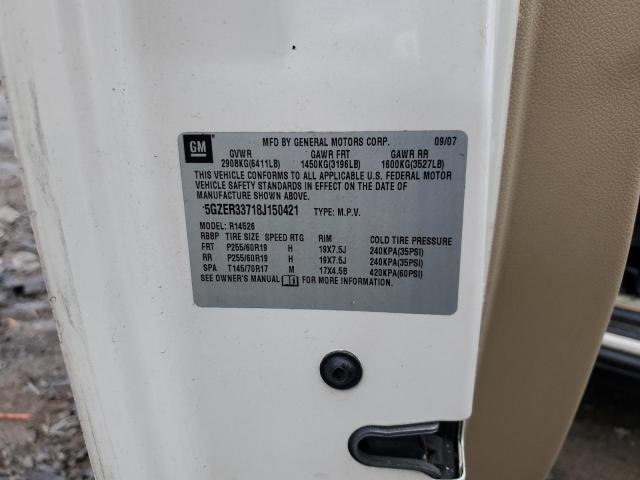 GM MFD BY GENERAL MOTORS CORP. 09/07
GVWR GAWR FRT GAWR RR
2908KG(6411LB) 1450KG(3196LB) 1600KG(3527LB)
THIS VEHICLE CONFORMS TO ALL APPLICABLE U.S. FEDERAL MOTOR
VEHICLE SAFETY STANDARDS IN EFFECT ON THE DATE OF
MANUFACTURE SHOWN ABOVE.
5GZER33718J150421 TYPE: M.P.V.
MODEL: R14526
RBBP TIRE SIZE SPEED RTG RIM COLD TIRE PRESSURE
FRT P255/60R19 H 19X7.5J 240KPA(35PSI)
RR P255/60R19 H 19X7.5J 240KPA(35PSI)
SPA T145/70R17 M 17X4.5B 420KPA(60PSI)
SEE OWNER'S MANUAL FOR MORE INFORMATION.